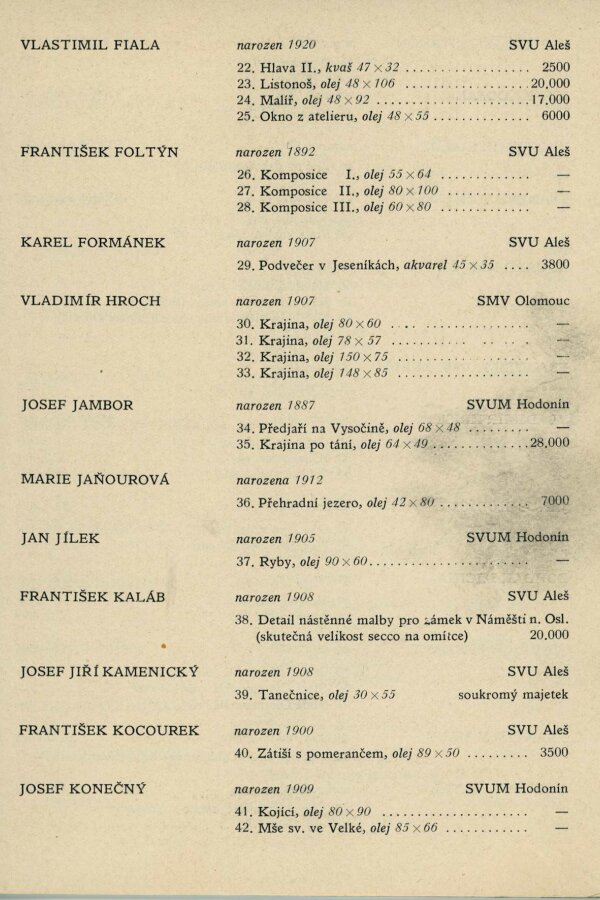 VLASTIMIL FIALA narozen 1920 SVU Aleš
22. Hlava II., kvaš 47 × 32 .................. 2500
23. Listonoš, olej 48 × 106 .................. 20,000
24. Malíř, olej 48 × 92 .................. 17.000
25. Okno z atelieru, olej 48 × 55 .................. 6000
FRANTIŠEK FOLTÝN narozen 1892 SVU Aleš
26. Komposice I., olej 55 × 64 ............. —
27. Komposice II., olej 80 × 100 ............. —
28. Komposice III., olej 60 × 80 ............. —
KAREL FORMÁNEK narozen 1907 SVU Aleš
29. Podvečer v Jeseníkách, akvarel 45 × 35 .... 3800
VLADIMÍR HROCH narozen 1907 SMV Olomouc
30. Krajina, olej 80 × 60 .................. —
31. Krajina, olej 78 × 57 .................. —
32. Krajina, olej 150 × 75 .................. —
33. Krajina, olej 148 × 85 .................. —
JOSEF JAMBOR narozen 1887 SVUM Hodonín
34. Předjaří na Vysočině, olej 68 × 48 ......... —
35. Krajina po tání, olej 64 × 49 .............. 28,000
MARIE JAŇOUROVÁ narozena 1912
36. Přehradní jezero, olej 42 × 80 ............. 7000
JAN JÍLEK narozen 1905 SVUM Hodonín
37. Ryby, olej 90 × 60 ....................... —
FRANTIŠEK KALÁB narozen 1908 SVU Aleš
38. Detail nástěnné malby pro zámek v Náměšti n. Osl.
(skutečná velikost secco na omítce) 20,000
JOSEF JIŘÍ KAMENICKÝ narozen 1908 SVU Aleš
39. Tanečnice, olej 30 × 55 soukromý majetek
FRANTIŠEK KOCOUREK narozen 1900 SVU Aleš
40. Zátiší s pomerančem, olej 89 × 50 ......... 3500
JOSEF KONEČNÝ narozen 1909 SVUM Hodonín
41. Kojící, olej 80 × 90 .................... —
42. Mše sv. ve Velké, olej 85 × 66 ............ —